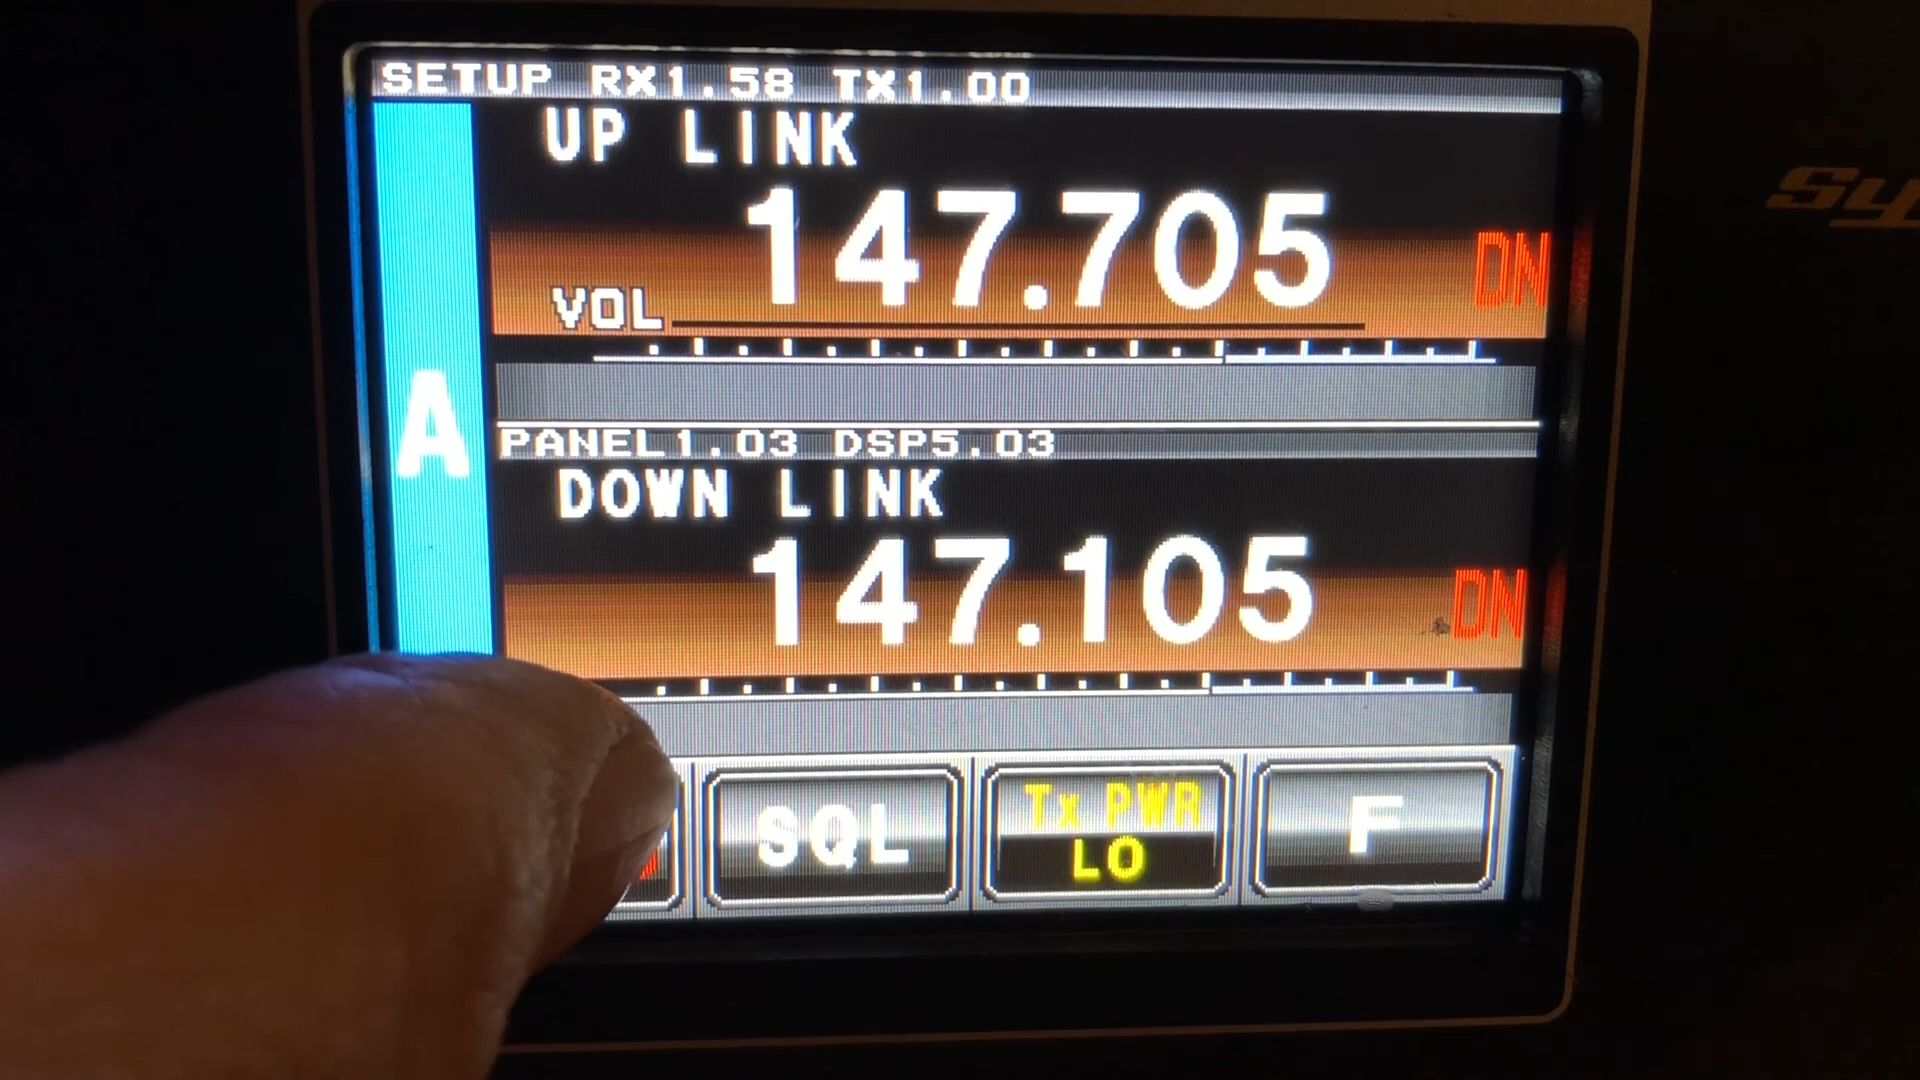 SETUP RX1.58 TX1.00
UP LINK
147.705
DN
VOL
A
PANEL1.03 DSP5.03
DOWN LINK
147.105
DN
SQL
Tx PWR
LO
F